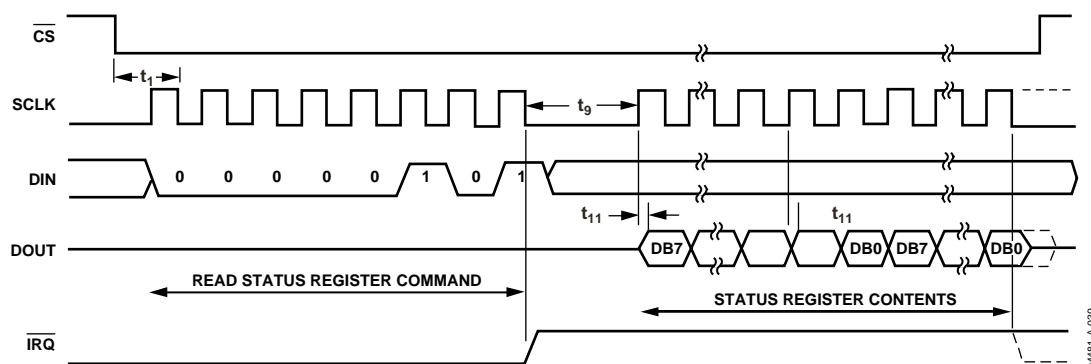 CS
t1
SCLK
t9
DIN
0 0 0 0 0 1 0 1
t11
t11
DOUT
DB7
DB0
DB7
DB0
READ STATUS REGISTER COMMAND
STATUS REGISTER CONTENTS
IRQ